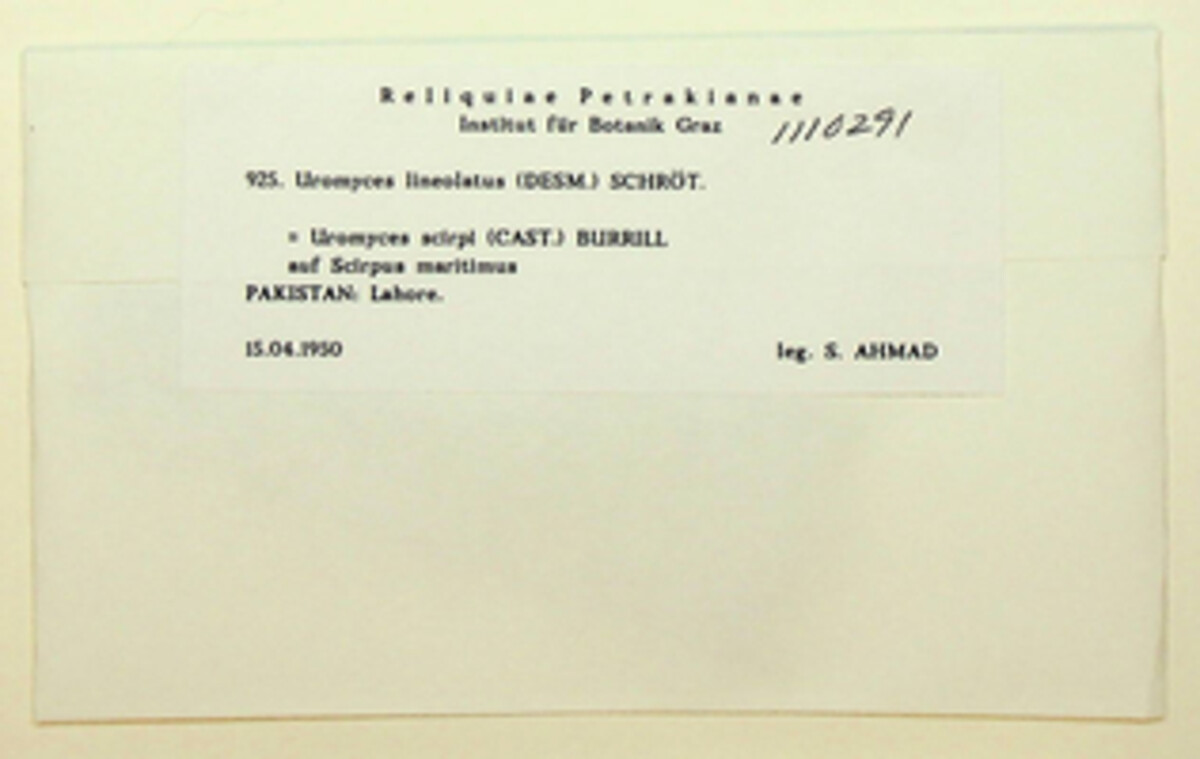 Reliquiae Petrakianae
Institut für Botanik Graz
1110291
925. Uromyces lineolatus (DESM.) SCHRÖT.
= Uromyces scirpi (CAST.) BURRILL
auf Scirpus maritimus
PAKISTAN: Lahore.
15.04.1950 leg. S. AHMAD